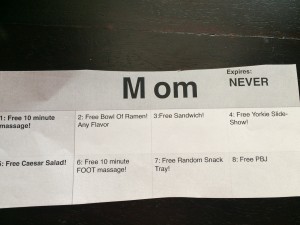 Mom
Expires:
NEVER
1: Free 10 minute
massage!
2: Free Bowl Of Ramen!
Any Flavor
3:Free Sandwich!
4: Free Yorkie Slide-
Show!
5: Free Caesar Salad!
6: Free 10 minute
FOOT massage!
7: Free Random Snack
Tray!
8: Free PBJ